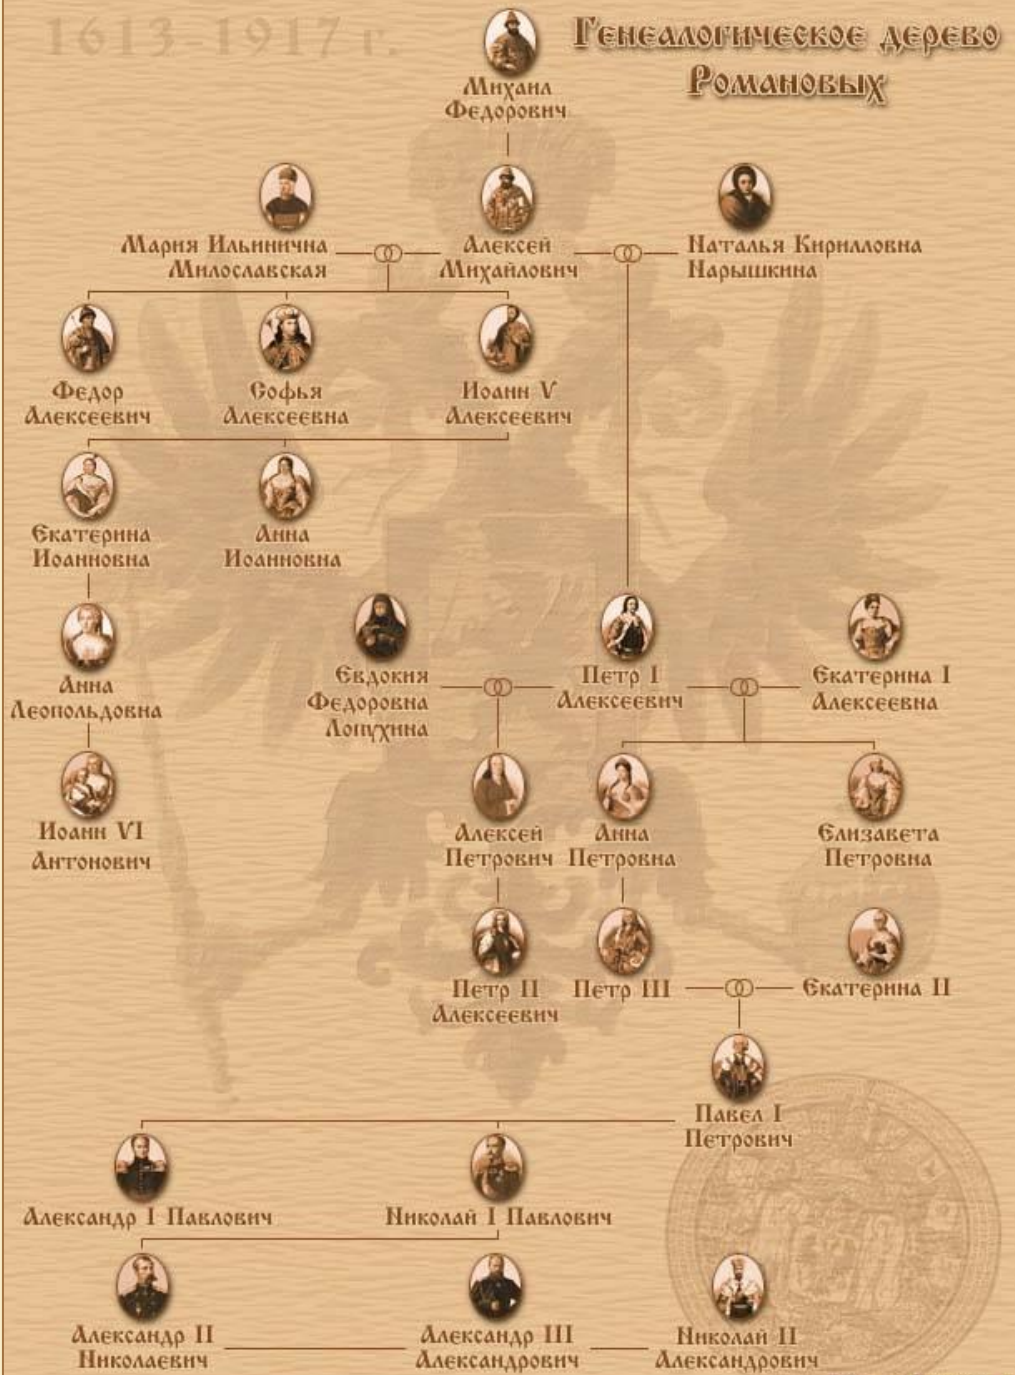 1613-1917 г.
Генеалогическое дерево
Романовых
Михаил
Федорович
Мария Ильинична
Милославская
Алексей
Михайлович
Наталья Кирилловна
Нарышкина
Федор
Алексеевич
Софья
Алексеевна
Иоанн V
Алексеевич
Екатерина
Иоанновна
Анна
Иоанновна
Анна
Леопольдовна
Евдокия
Федоровна
Лопухина
Петр I
Алексеевич
Екатерина I
Алексеевна
Иоанн VI
Антонович
Алексей
Петрович
Анна
Петровна
Елизавета
Петровна
Петр II
Алексеевич
Петр III
Екатерина II
Павел I
Петрович
Александр I Павлович
Николай I Павлович
Александр II
Николаевич
Александр III
Александрович
Николай II
Александрович